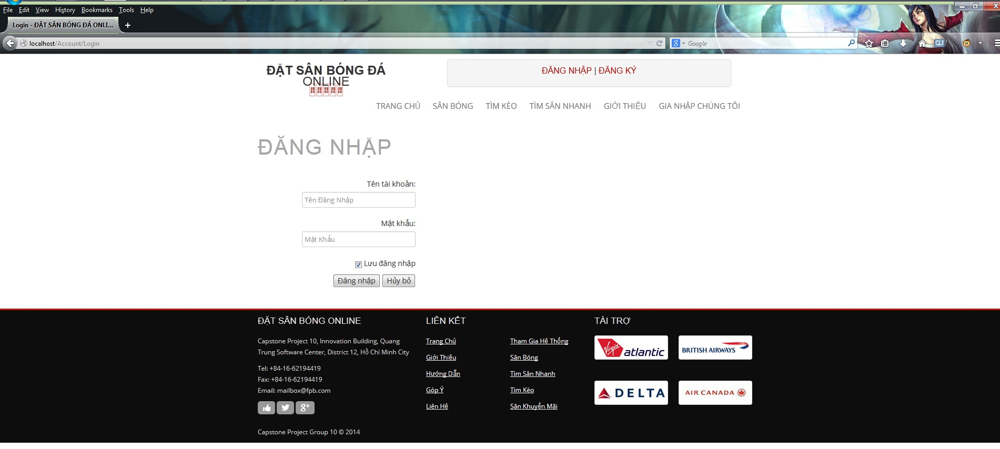 File Edit View History Bookmarks Tools Help
Login - ĐẶT SÂN BÓNG ĐÁ ONLI...
localhost/Account/Login
Google
ĐẶT SÂN BÓNG ĐÁ
ONLINE
ĐĂNG NHẬP | ĐĂNG KÝ
TRANG CHỦ SÂN BÓNG TÌM KÈO TÌM SÂN NHANH GIỚI THIỆU GIA NHẬP CHÚNG TÔI
ĐĂNG NHẬP
Tên tài khoản:
Tên Đăng Nhập
Mật khẩu:
Mật Khẩu
Lưu đăng nhập
Đăng nhập Hủy bỏ
ĐẶT SÂN BÓNG ONLINE
Capstone Project 10, Innovation Building, Quang
Trung Software Center, District 12, Hồ Chí Minh City
Tel: +84-16-62194419
Fax: +84-16-62194419
Email: mailbox@fpb.com
Capstone Project Group 10 © 2014
LIÊN KẾT
Trang Chủ
Giới Thiệu
Hướng Dẫn
Góp Ý
Liên Hệ
Tham Gia Hệ Thống
Sân Bóng
Tìm Sân Nhanh
Tìm Kèo
Sân Khuyến Mãi
TÀI TRỢ
Virgin atlantic
BRITISH AIRWAYS
DELTA
AIR CANADA